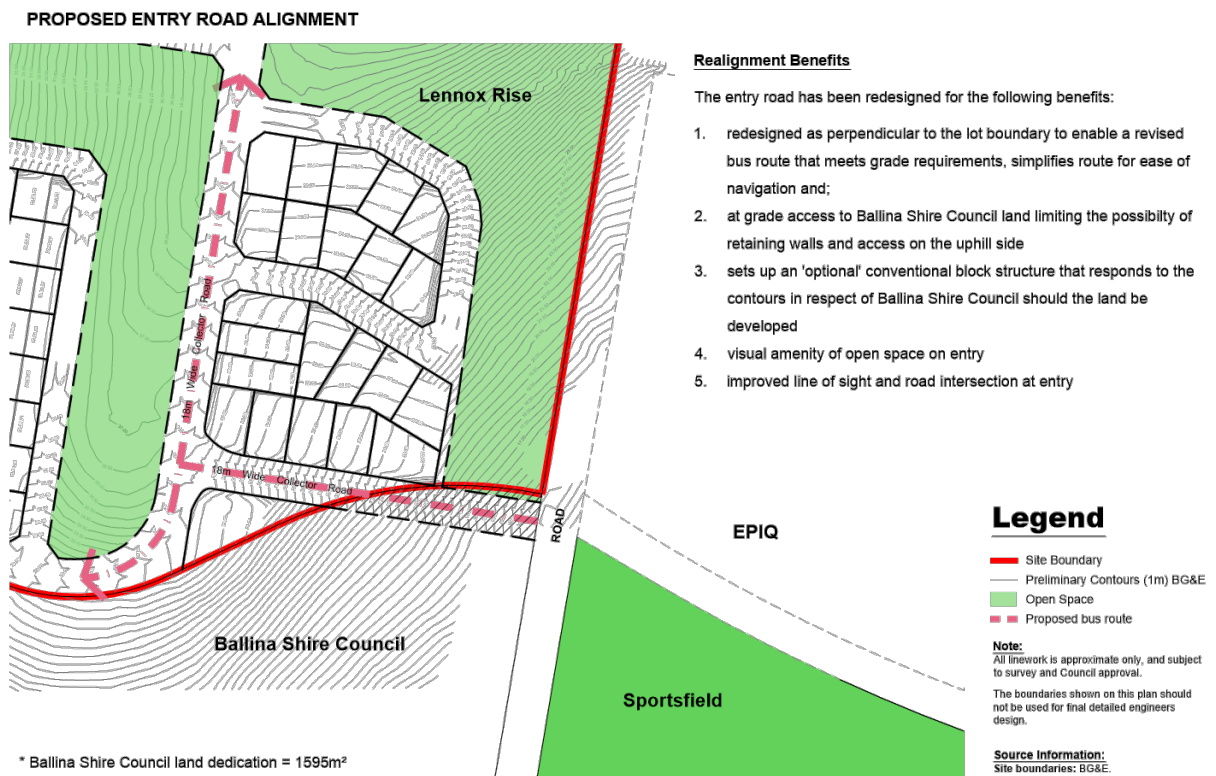 PROPOSED ENTRY ROAD ALIGNMENT
Lennox Rise
18m Wide Collector Road
18m Wide Collector Road
ROAD
EPIQ
Ballina Shire Council
Sportsfield
* Ballina Shire Council land dedication = 1595m²
Realignment Benefits
The entry road has been redesigned for the following benefits:
1. redesigned as perpendicular to the lot boundary to enable a revised
bus route that meets grade requirements, simplifies route for ease of
navigation and;
2. at grade access to Ballina Shire Council land limiting the possibilty of
retaining walls and access on the uphill side
3. sets up an 'optional' conventional block structure that responds to the
contours in respect of Ballina Shire Council should the land be
developed
4. visual amenity of open space on entry
5. improved line of sight and road intersection at entry
Legend
Site Boundary
Preliminary Contours (1m) BG&E
Open Space
Proposed bus route
Note:
All linework is approximate only, and subject
to survey and Council approval.
The boundaries shown on this plan should
not be used for final detailed engineers
design.
Source Information:
Site boundaries: BG&E.